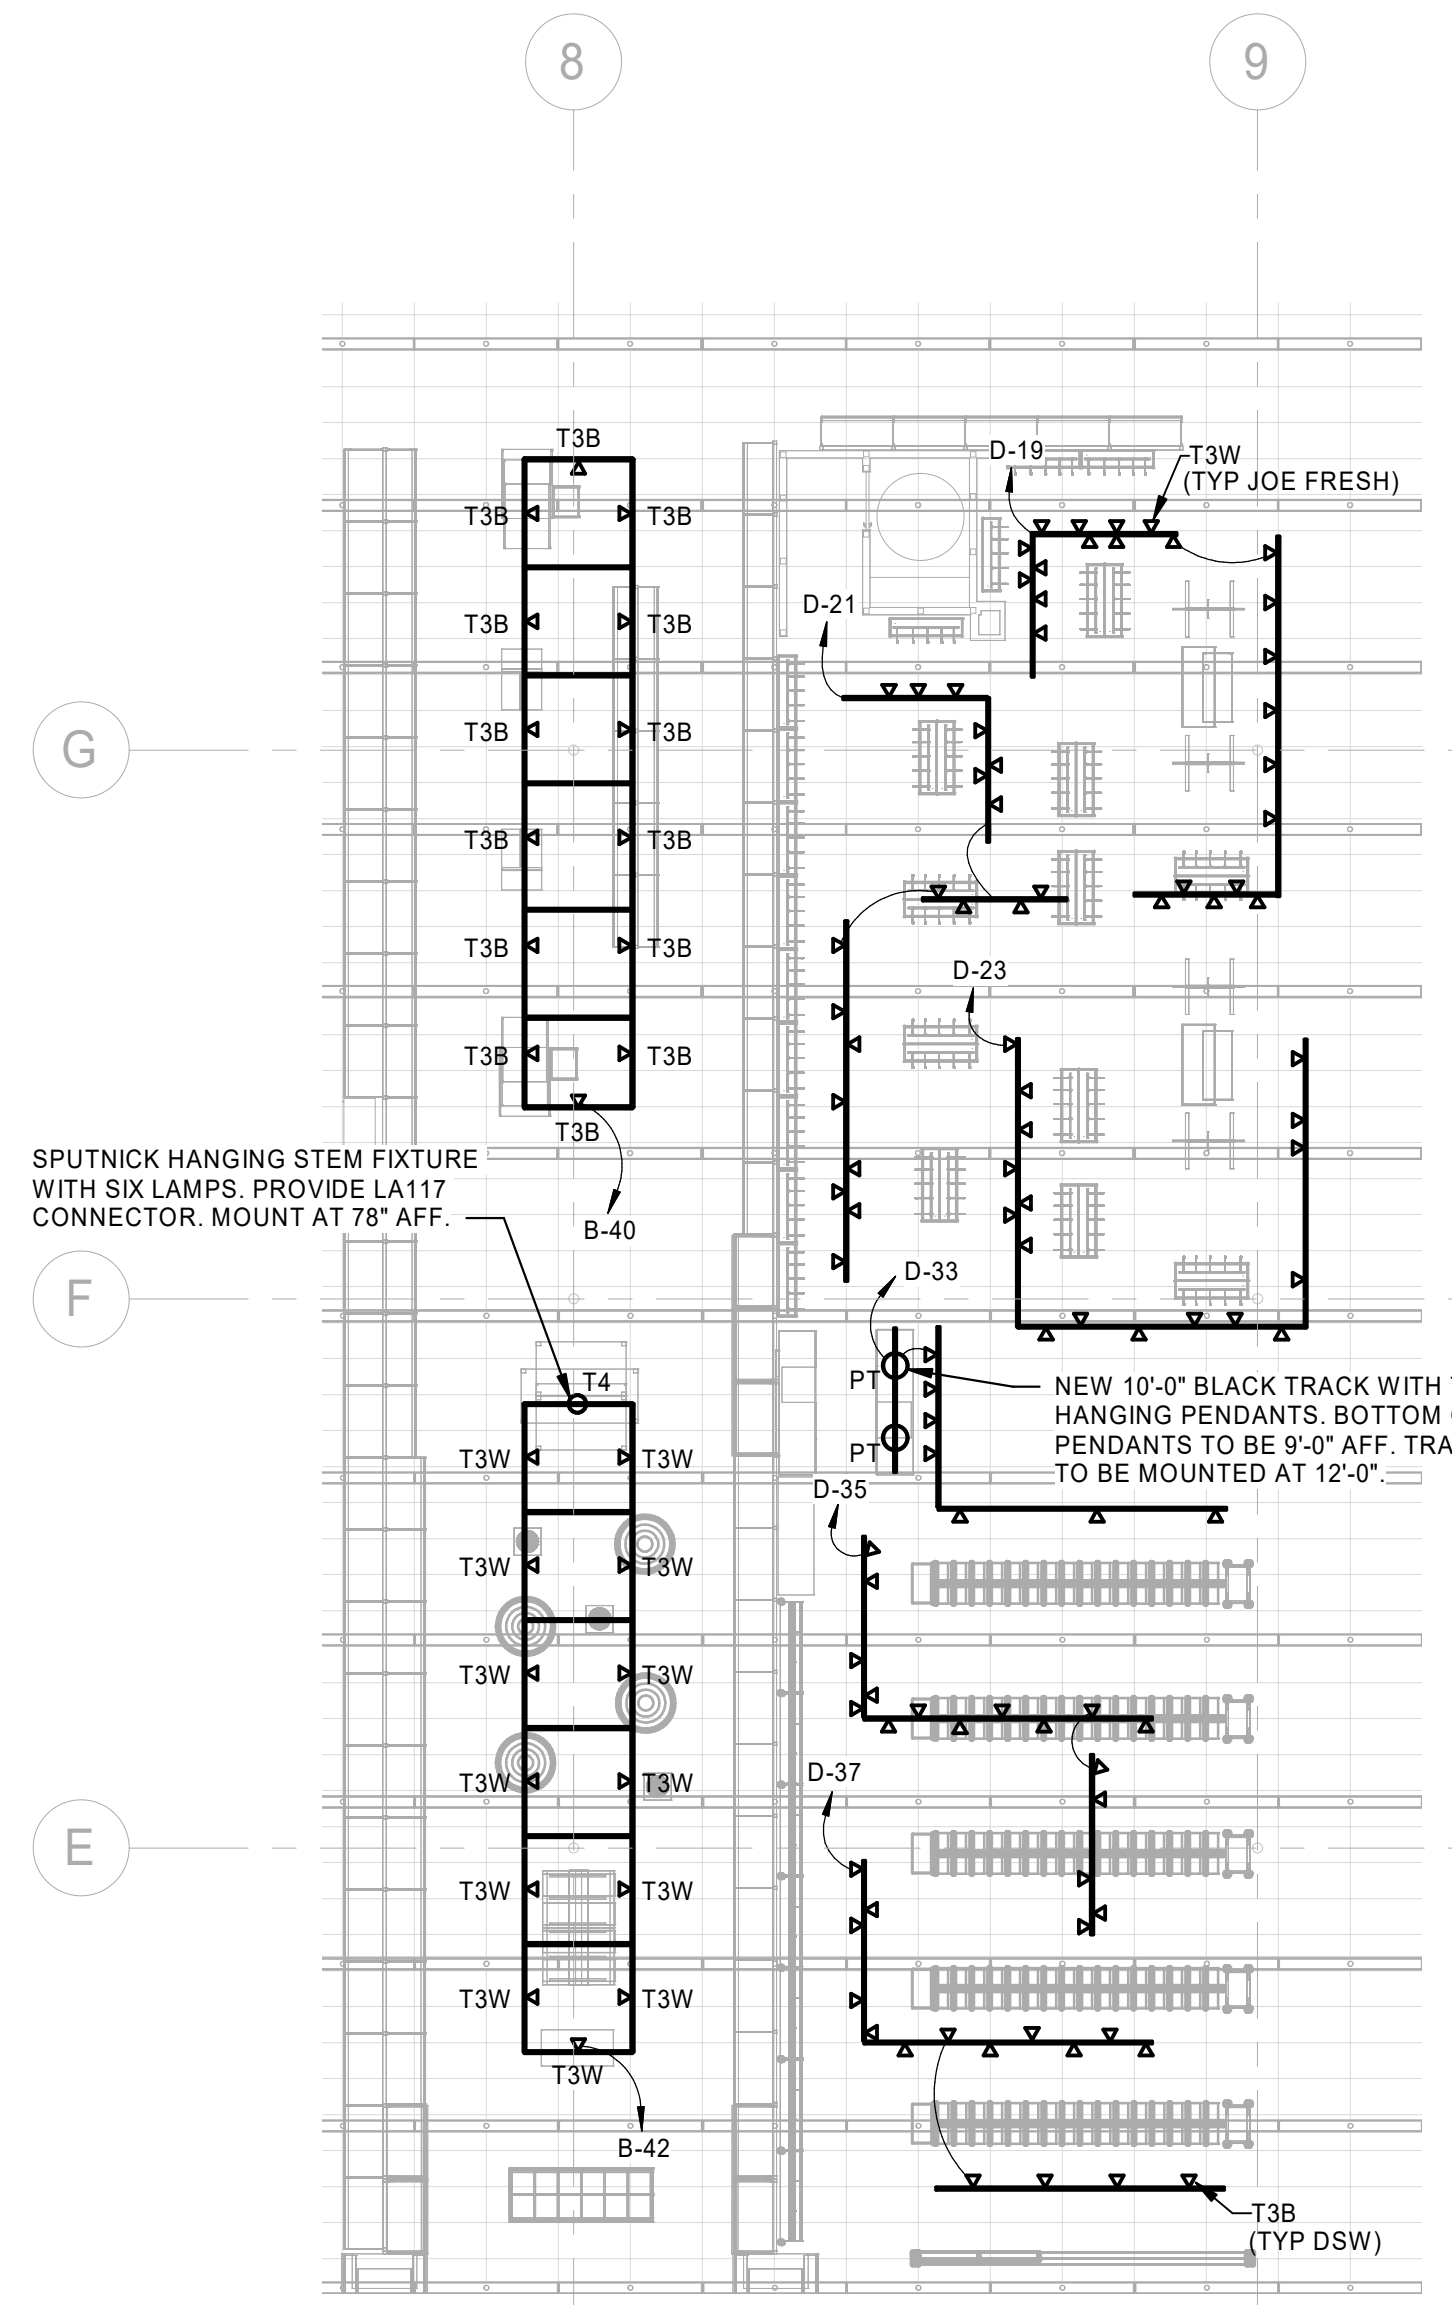 8
9
T3B
D-19
T3W
(TYP JOE FRESH)
T3B
T3B
D-21
T3B
T3B
G
T3B
T3B
T3B
T3B
T3B
T3B
D-23
T3B
T3B
T3B
SPUTNICK HANGING STEM FIXTURE
WITH SIX LAMPS. PROVIDE LA117
CONNECTOR. MOUNT AT 78" AFF.
B-40
F
D-33
T4
PT
NEW 10'-0" BLACK TRACK WITH
HANGING PENDANTS. BOTTOM
PENDANTS TO BE 9'-0" AFF.
TO BE MOUNTED AT 12'-0".
PT
T3W
T3W
D-35
T3W
T3W
T3W
T3W
T3W
T3W
D-37
E
T3W
T3W
T3W
T3W
T3W
B-42
T3B
(TYP DSW)